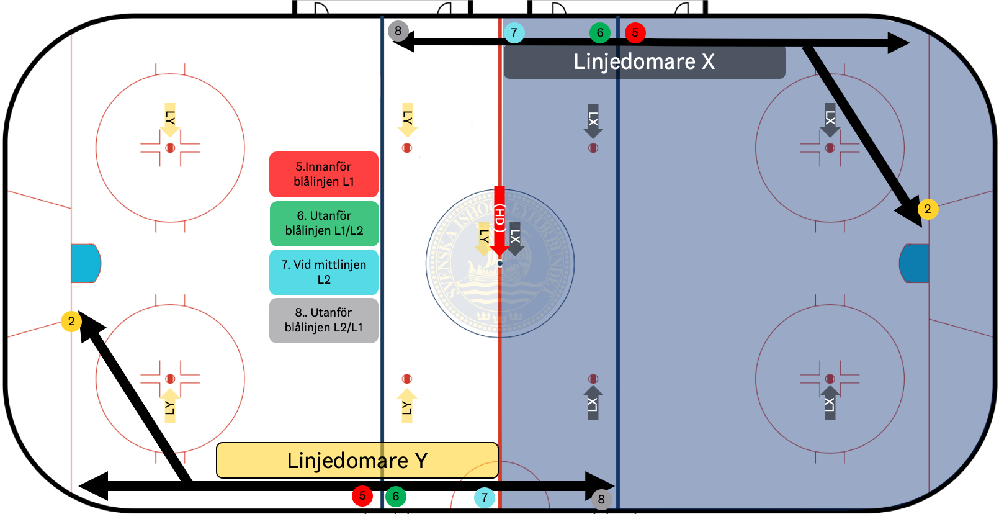 8
7
6
5
Linjedomare X
LY
LY
LX
LX
5.Innanför
blålinjen L1
6. Utanför
blålinjen L1/L2
7. Vid mittlinjen
L2
8.. Utanför
blålinjen L2/L1
SVENSKA ISHOCKEYFÖRBUNDET
(HD)
LY
LX
2
2
LY
LY
LX
LX
Linjedomare Y
5
6
7
8